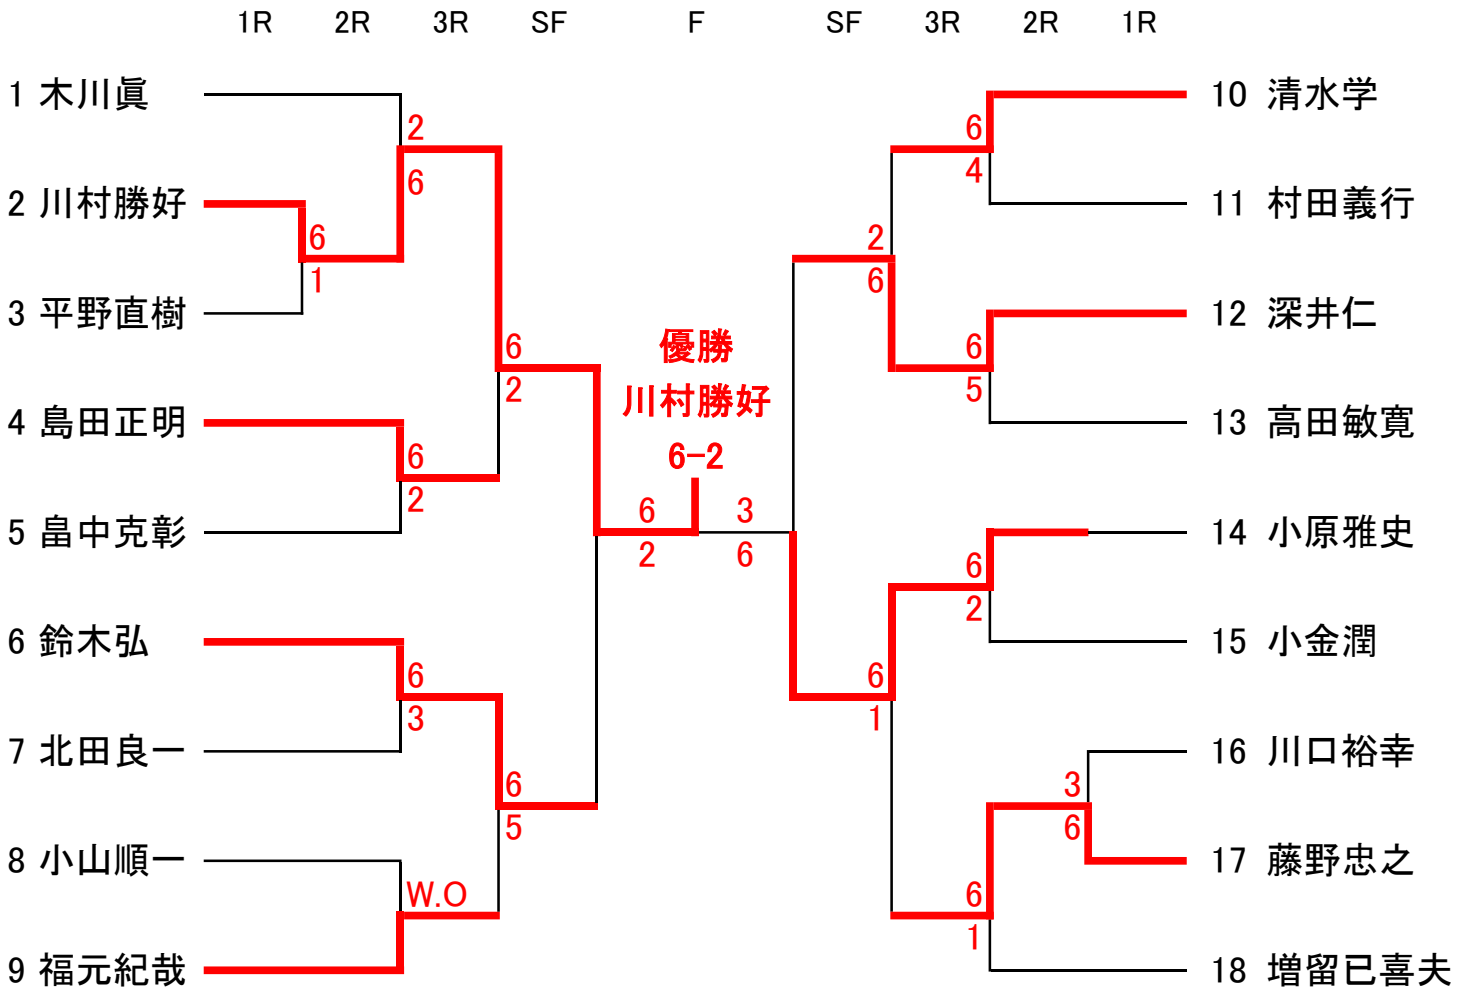 1R 2R 3R SF F SF 3R 2R 1R
1 木川眞
10 清水学
2
6
6
4
2 川村勝好
11 村田義行
6
1
2
6
3 平野直樹
12 深井仁
優勝
川村勝好
6-2
6
2
6
5
4 島田正明
13 高田敏寛
6
2
5 畠中克彰
14 小原雅史
6
2
3
6
6
2
6 鈴木弘
15 小金潤
6
3
6
1
7 北田良一
16 川口裕幸
6
5
3
6
8 小山順一
17 藤野忠之
W.O
6
1
9 福元紀哉
18 増留已喜夫